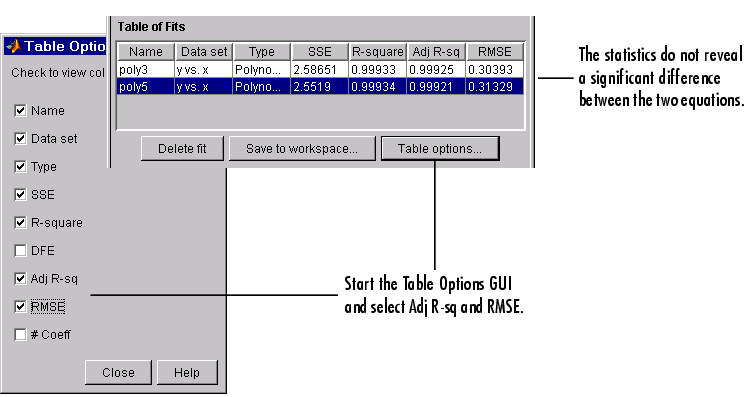 Table of Fits
Name Data set Type SSE R-square Adj R-sq RMSE
poly3 y vs. x Polyno... 2.58651 0.99933 0.99925 0.30393
poly5 y vs. x Polyno... 2.5519 0.99934 0.99921 0.31329
Delete fit Save to workspace... Table options...
The statistics do not reveal
a significant difference
between the two equations.
Table Optio
Check to view col
Name
Data set
Type
SSE
R-square
DFE
Adj R-sq
RMSE
# Coeff
Close Help
Start the Table Options GUI
and select Adj R-sq and RMSE.